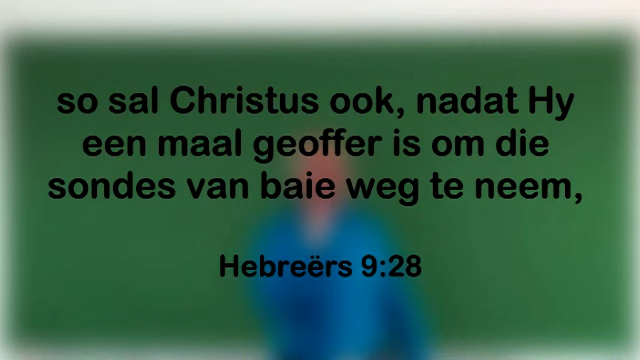 so sal Christus ook, nadat Hy
een maal geoffer is om die
sondes van baie weg te neem,
Hebreërs 9:28